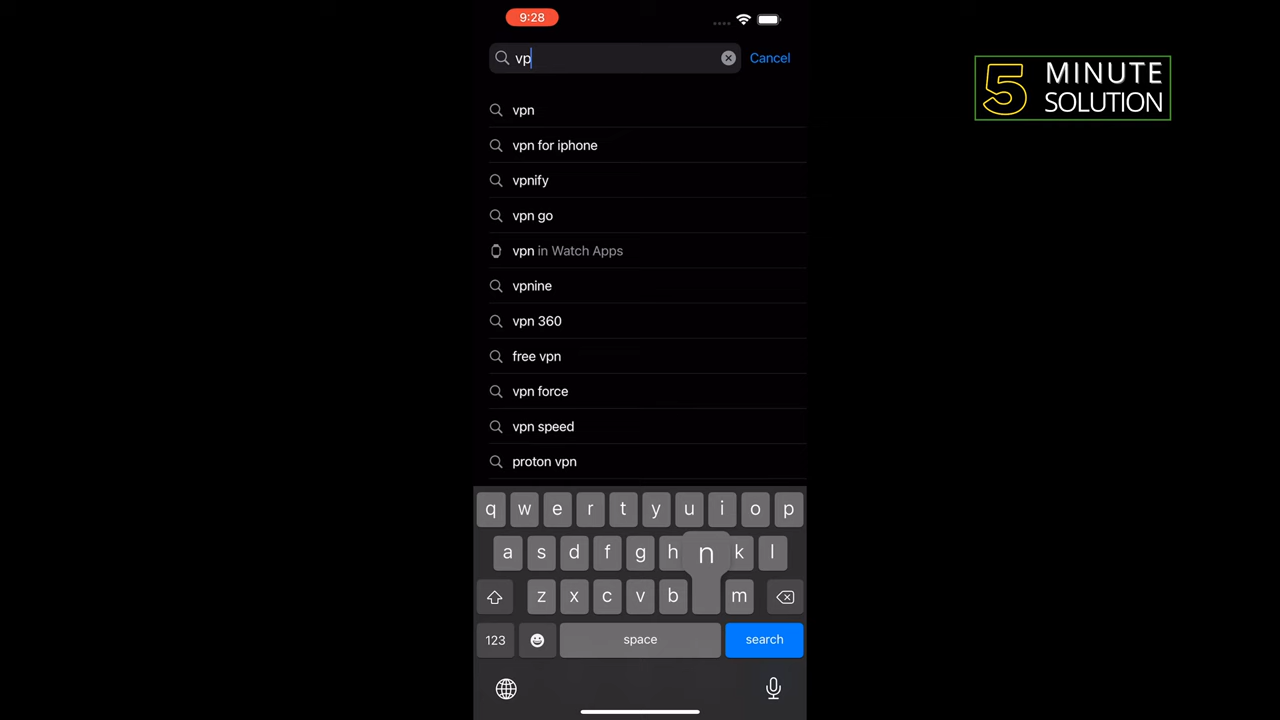 9:28
vp
Cancel
5 MINUTE
SOLUTION
vpn
vpn for iphone
vpnify
vpn go
vpn in Watch Apps
vpnine
vpn 360
free vpn
vpn force
vpn speed
proton vpn
q w e r t y u i o p
a s d f g h n k l
z x c v b m
123 space search